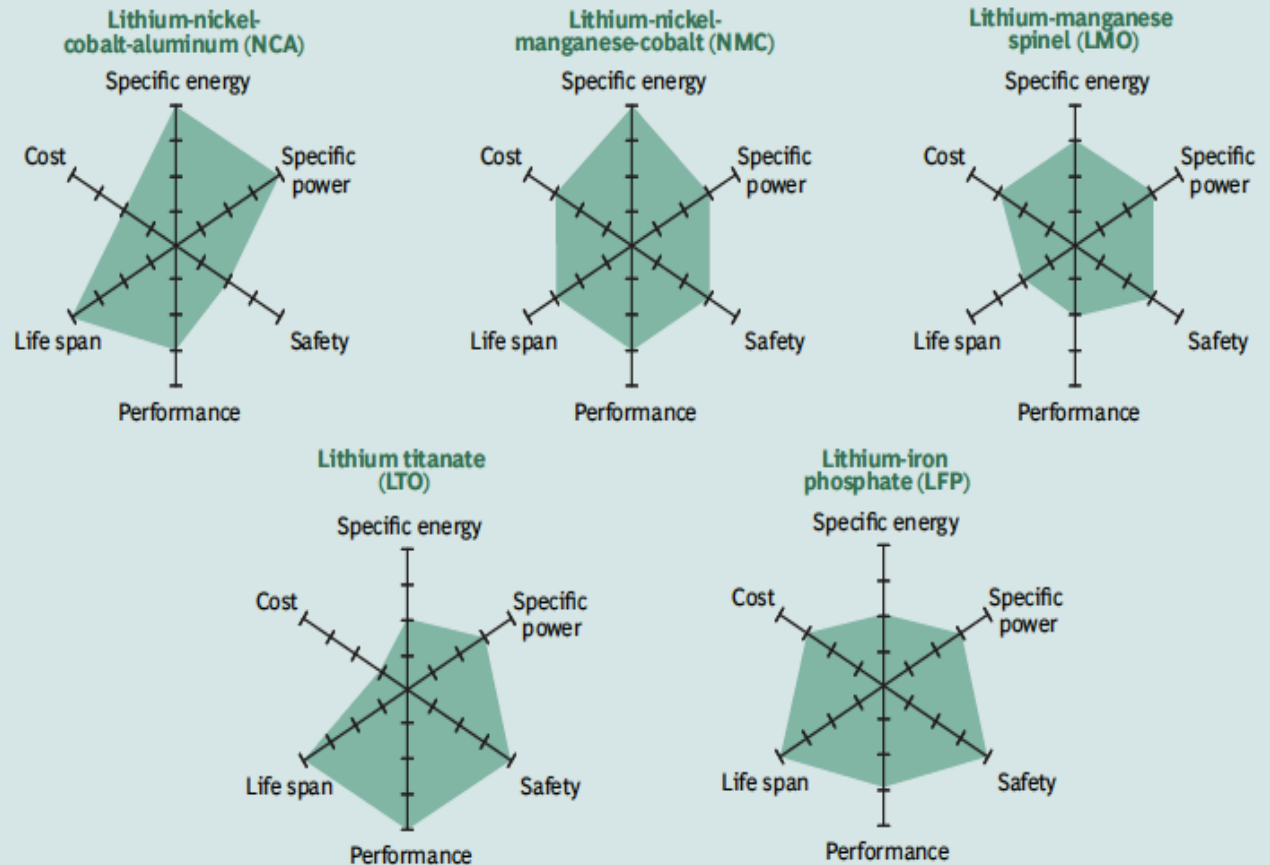 Lithium-nickel-
cobalt-aluminum (NCA)
Specific energy
Cost
Specific
power
Life span
Safety
Performance
Lithium-nickel-
manganese-cobalt (NMC)
Specific energy
Cost
Specific
power
Life span
Safety
Performance
Lithium-manganese
spinel (LMO)
Specific energy
Cost
Specific
power
Life span
Safety
Performance
Lithium titanate
(LTO)
Specific energy
Cost
Specific
power
Life span
Safety
Performance
Lithium-iron
phosphate (LFP)
Specific energy
Cost
Specific
power
Life span
Safety
Performance